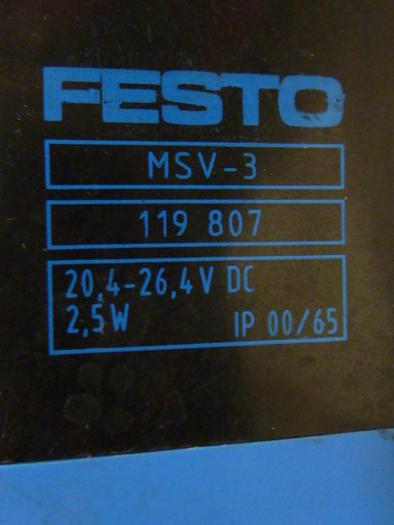 FESTO
MSV-3
119 807
20,4-26,4 V DC
2,5W IP 00/65